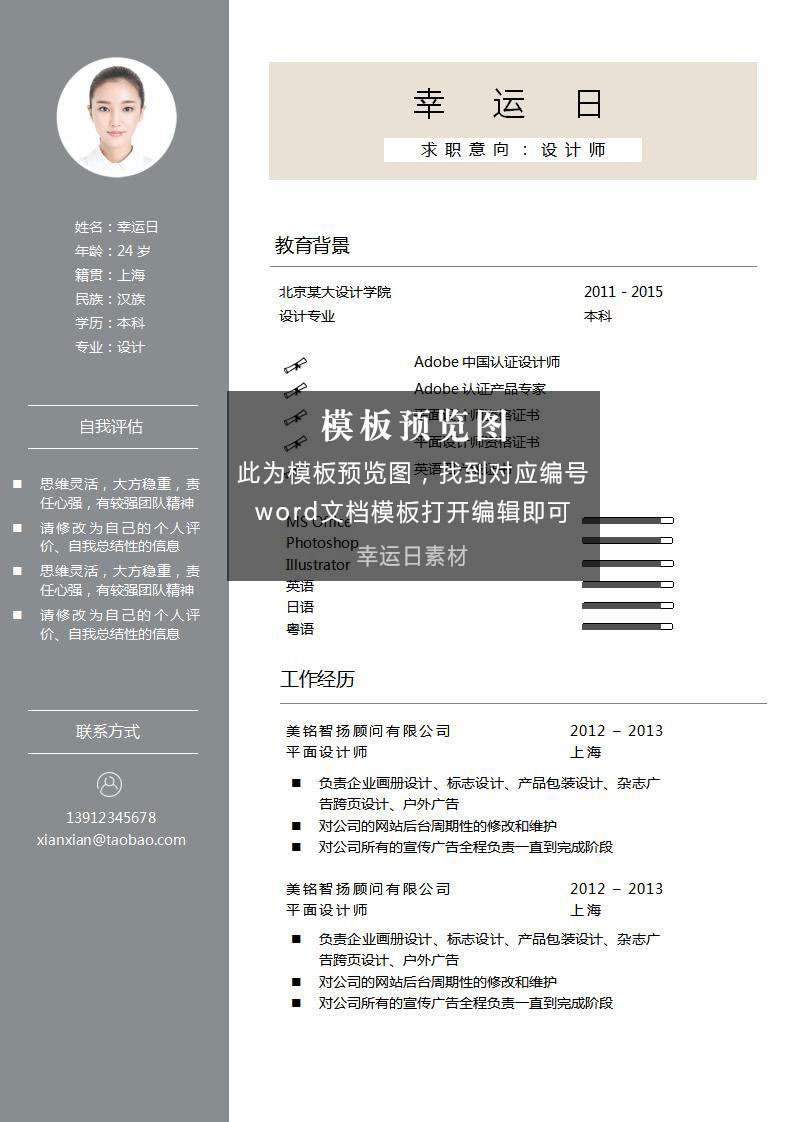 姓名：幸运日
年龄：24 岁
籍贯：上海
民族：汉族
学历：本科
专业：设计
自我评估
■ 思维灵活，大方稳重，责
任心强，有较强团队精神
■ 请修改为自己的个人评
价、自我总结性的信息
■ 思维灵活，大方稳重，责
任心强，有较强团队精神
■ 请修改为自己的个人评
价、自我总结性的信息
联系方式
13912345678
xianxian@taobao.com
幸 运 日
求职意向：设计师
教育背景
北京某大设计学院 2011 - 2015
设计专业 本科
Adobe 中国认证设计师
Adobe 认证产品专家
平面设计师资格证书
平面设计师资格证书
模板预览图
此为模板预览图，找到对应编号
word文档模板打开编辑即可
幸运日素材
MS Office
Photoshop
Illustrator
英语
日语
粤语
工作经历
美铭智扬顾问有限公司 2012 – 2013
平面设计师 上海
■ 负责企业画册设计、标志设计、产品包装设计、杂志广
告跨页设计、户外广告
■ 对公司的网站后台周期性的修改和维护
■ 对公司所有的宣传广告全程负责一直到完成阶段
美铭智扬顾问有限公司 2012 – 2013
平面设计师 上海
■ 负责企业画册设计、标志设计、产品包装设计、杂志广
告跨页设计、户外广告
■ 对公司的网站后台周期性的修改和维护
■ 对公司所有的宣传广告全程负责一直到完成阶段